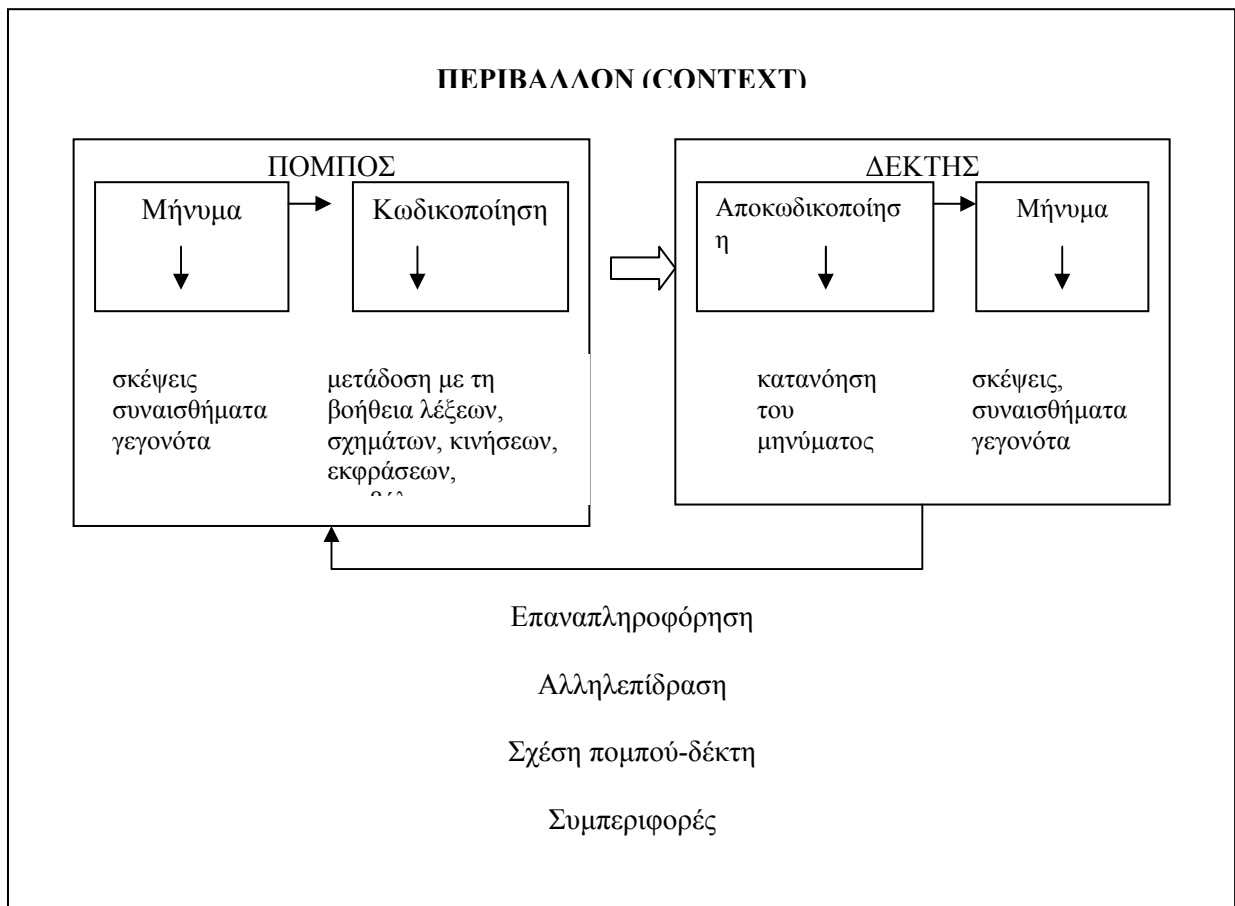 ΠΕΡΙΒΑΛΛΟΝ (CONTEXT)
ΠΟΜΠΟΣ
Μήνυμα
Κωδικοποίηση
σκέψεις
συναισθήματα
γεγονότα
μετάδοση με τη
βοήθεια λέξεων,
σχημάτων, κινήσεων,
εκφράσεων,
ΔΕΚΤΗΣ
Αποκωδικοποίησ
η
Μήνυμα
κατανόηση
του
μηνύματος
σκέψεις,
συναισθήματα
γεγονότα
Επαναπληροφόρηση
Αλληλεπίδραση
Σχέση πομπού-δέκτη
Συμπεριφορές